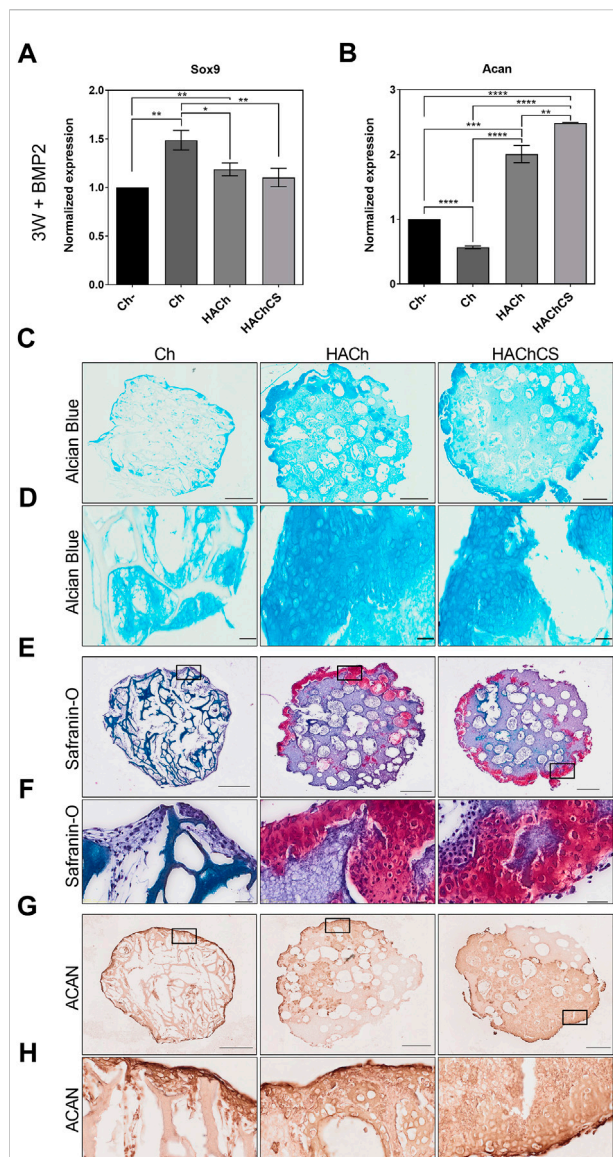 A
B
Sox9
Acan
3W + BMP2
Normalized expression
2.0
1.5
1.0
0.5
0.0
**
**
**
*
Ch-
Ch
HACh
HAChCS
Normalized expression
3
2
1
0
****
****
***
**
****
****
Ch-
Ch
HACh
HAChCS
C
Ch
HACh
HAChCS
Alcian Blue
D
Alcian Blue
E
Safranin-O
F
Safranin-O
G
ACAN
H
ACAN